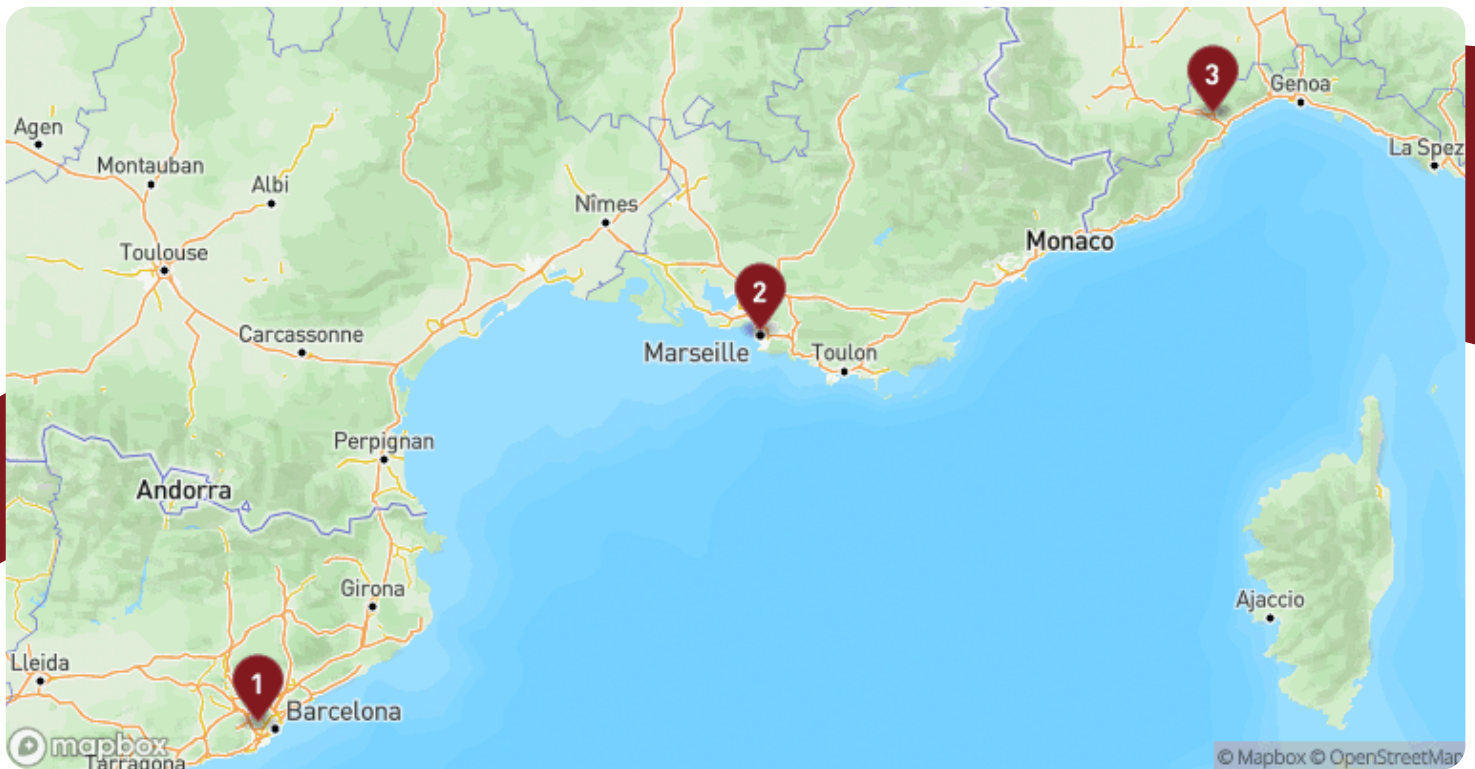 3
Genoa
Agen
La Spez
Montauban
Albi
Nîmes
Monaco
Toulouse
2
Carcassonne
Marseille
Toulon
Perpignan
Andorra
Girona
Ajaccio
Lleida
1
Barcelona
mapbox
Tarragona
© Mapbox © OpenStreetMap